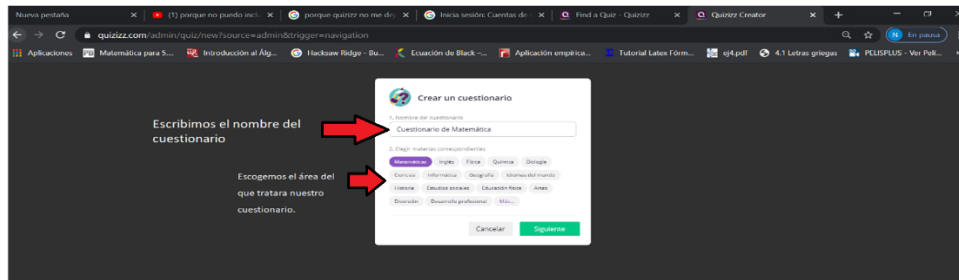 Nueva pestaña
(1) porque no puedo incl
porque quizizz no me dej
Inicia sesión: Cuentas de
Find a Quiz - Quizizz
Quizizz Creator
quizizz.com/admin/quiz/new?source=admin&trigger=navigation
N En pausa
Aplicaciones
Matemática para S...
Introducción al Álg...
Hacksaw Ridge - Bu...
Ecuación de Black -...
Aplicación empírica...
Tutorial Latex Fórm...
ej4.pdf
4.1 Letras griegas
PELISPLUS - Ver Pelí...
Crear un cuestionario
1. Nombre del cuestionario
Cuestionario de Matemática
Escribimos el nombre del
cuestionario
2. Elegir materias correspondientes
Matemáticas Inglés Física Química Biología
Ciencias Informática Geografía Idiomas del mundo
Historia Estudios sociales Educación física Artes
Diversión Desarrollo profesional Más...
Escogemos el área del
que tratara nuestro
cuestionario.
Cancelar Siguiente